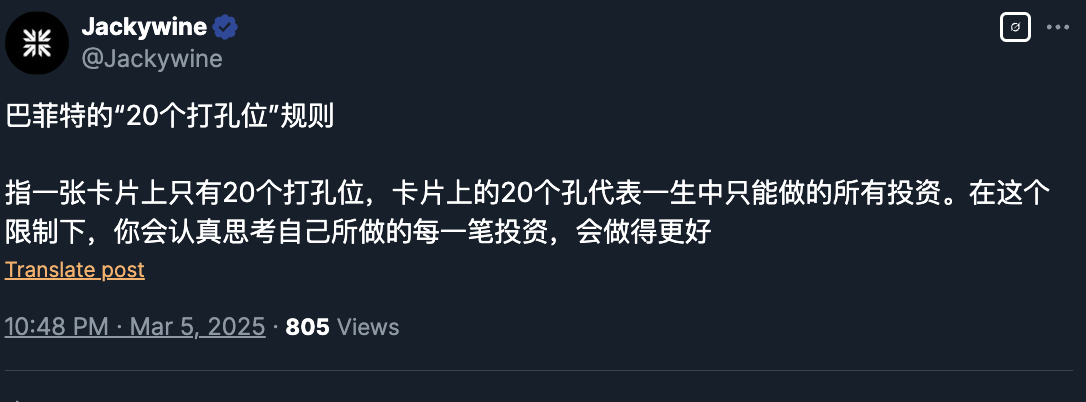 Jackywine
@Jackywine
巴菲特的“20个打孔位”规则
指一张卡片上只有20个打孔位，卡片上的20个孔代表一生中只能做的所有投资。在这个
限制下，你会认真思考自己所做的每一笔投资，会做得更好
Translate post
10:48 PM · Mar 5, 2025 · 805 Views